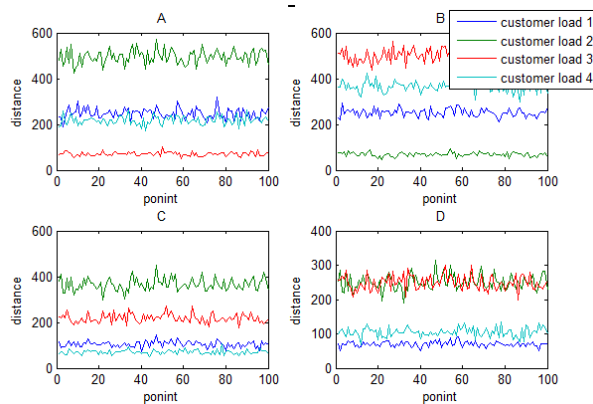 A
600
400
200
0
distance
0 20 40 60 80 100
ponint
B
600
400
200
0
distance
0 20 40 60 80 100
ponint
customer load 1
customer load 2
customer load 3
customer load 4
C
600
400
200
0
distance
0 20 40 60 80 100
ponint
D
400
300
200
100
0
distance
0 20 40 60 80 100
ponint